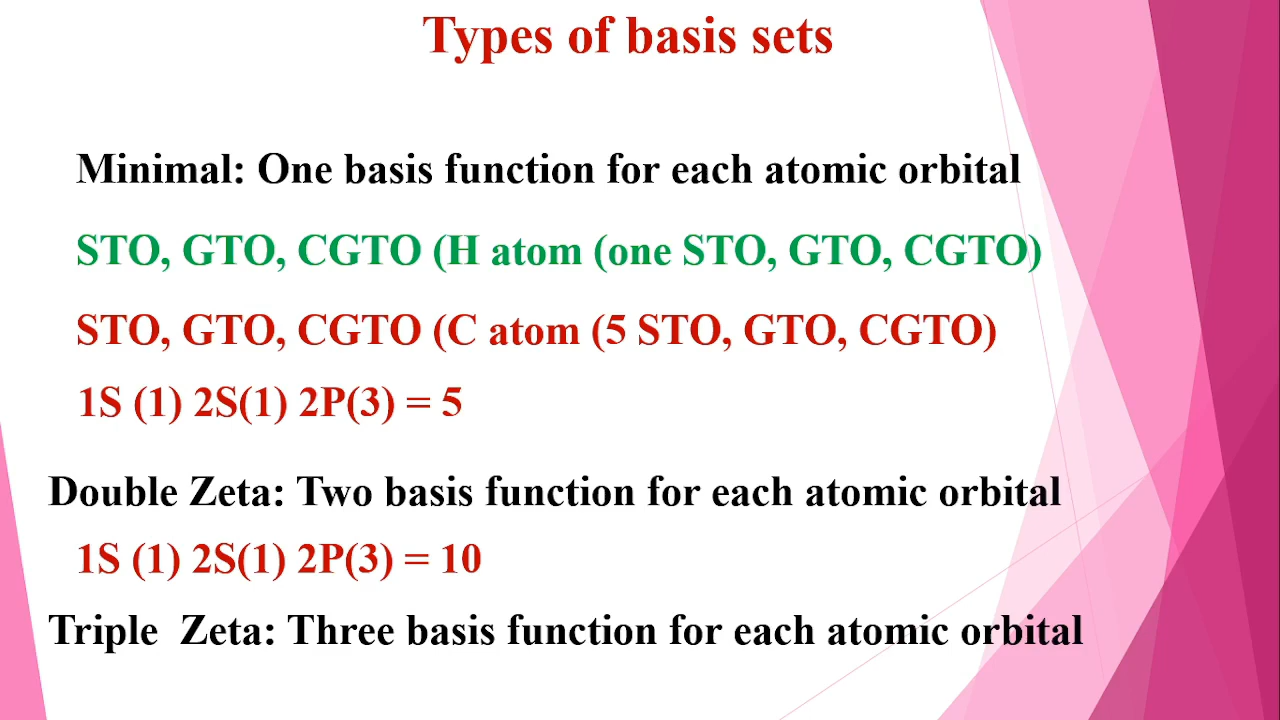 Types of basis sets
Minimal: One basis function for each atomic orbital
STO, GTO, CGTO (H atom (one STO, GTO, CGTO)
STO, GTO, CGTO (C atom (5 STO, GTO, CGTO)
1S (1) 2S(1) 2P(3) = 5
Double Zeta: Two basis function for each atomic orbital
1S (1) 2S(1) 2P(3) = 10
Triple Zeta: Three basis function for each atomic orbital